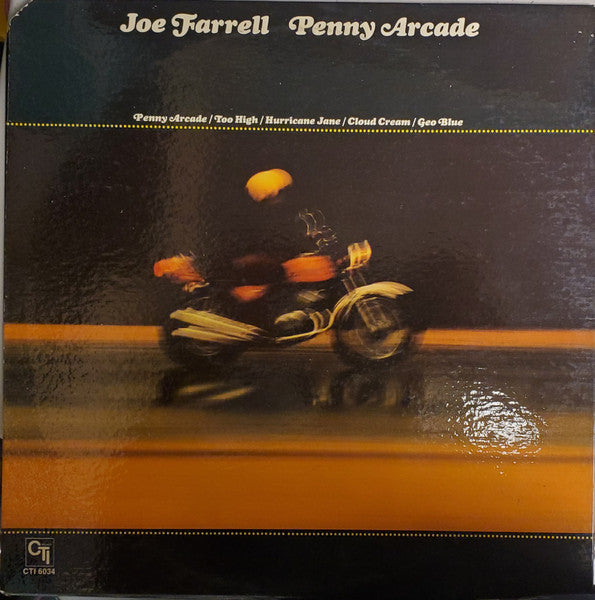 Joe Farrell Penny Arcade
Penny Arcade / Too High / Hurricane Jane / Cloud Cream / Geo Blue
CTI
CTI 6034